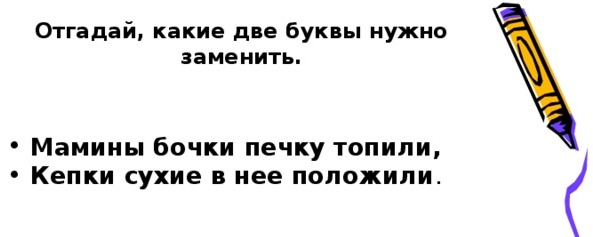 Отгадай, какие две буквы нужно
заменить.
• Мамины бочки печку топили,
• Кепки сухие в нее положили.